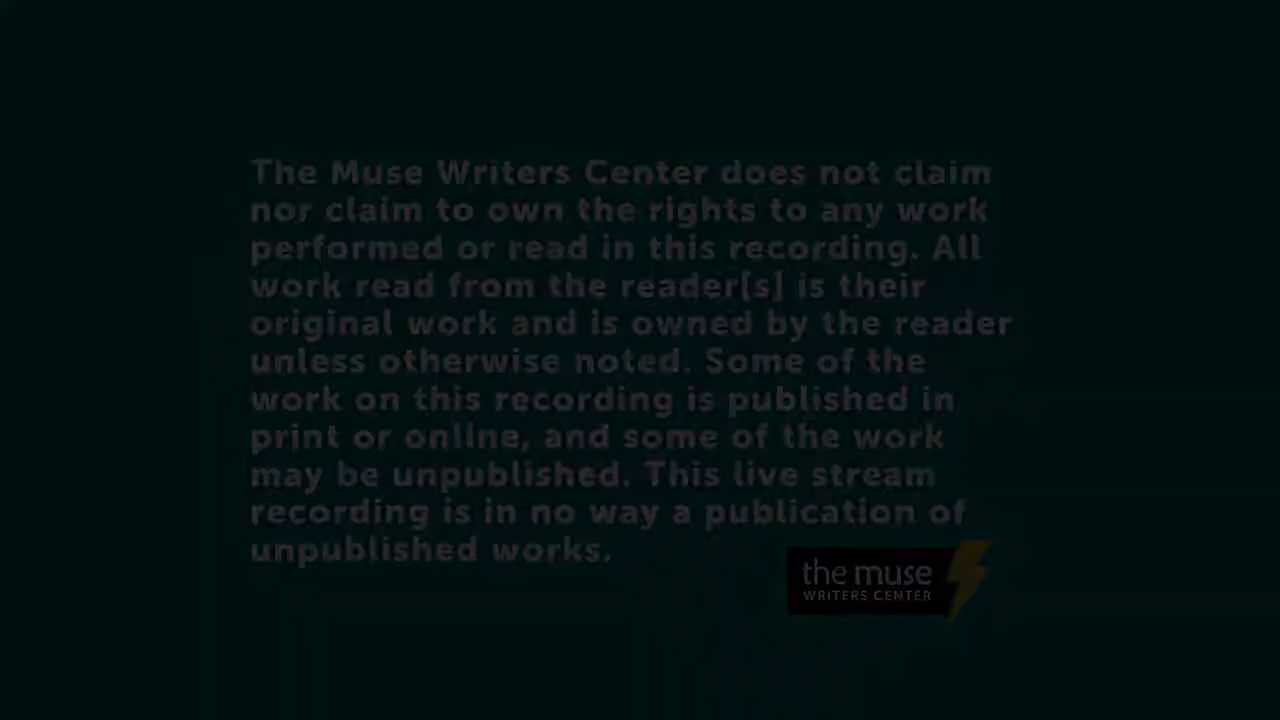 The Muse Writers Center does not claim
nor claim to own the rights to any work
performed or read in this recording. All
work read from the reader[s] is their
original work and is owned by the reader
unless otherwise noted. Some of the
work on this recording is published in
print or online, and some of the work
may be unpublished. This live stream
recording is in no way a publication of
unpublished works.
the muse
WRITERS CENTER